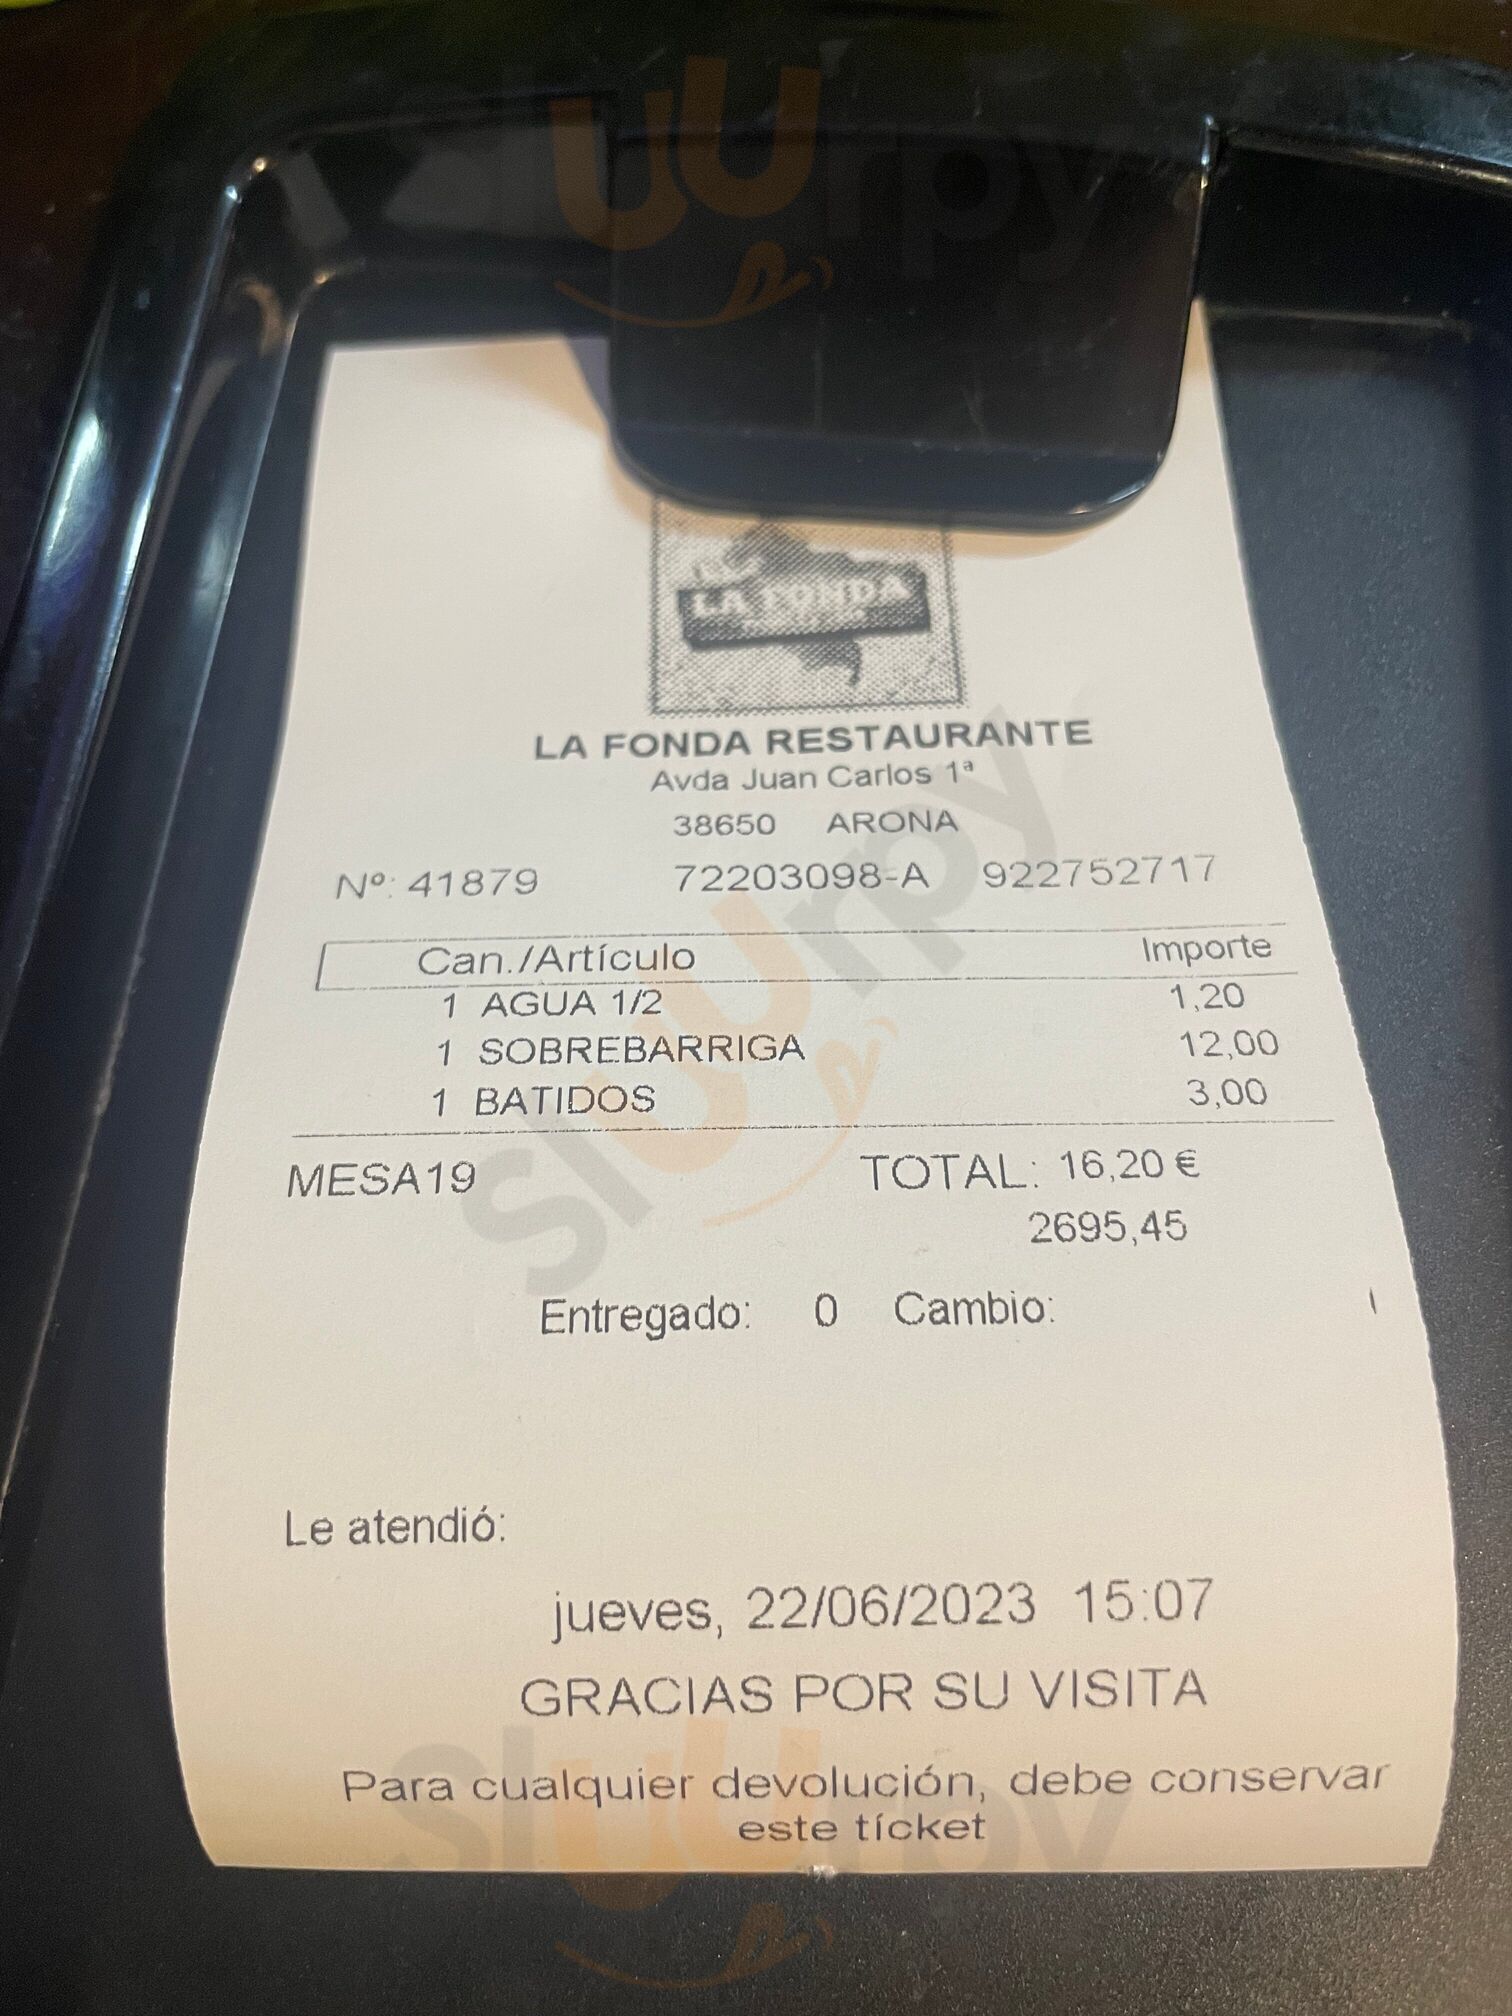 slUUrpy
LA FONDA
LA FONDA RESTAURANTE
Avda Juan Carlos 1ª
38650 ARONA
Nº: 41879 72203098-A 922752717
Can./Artículo Importe
1 AGUA 1/2 1,20
1 SOBREBARRIGA 12,00
1 BATIDOS 3,00
MESA19 TOTAL: 16,20 €
2695,45
Entregado: 0 Cambio:
Le atendió:
jueves, 22/06/2023 15:07
GRACIAS POR SU VISITA
Para cualquier devolución, debe conservar
este tícket